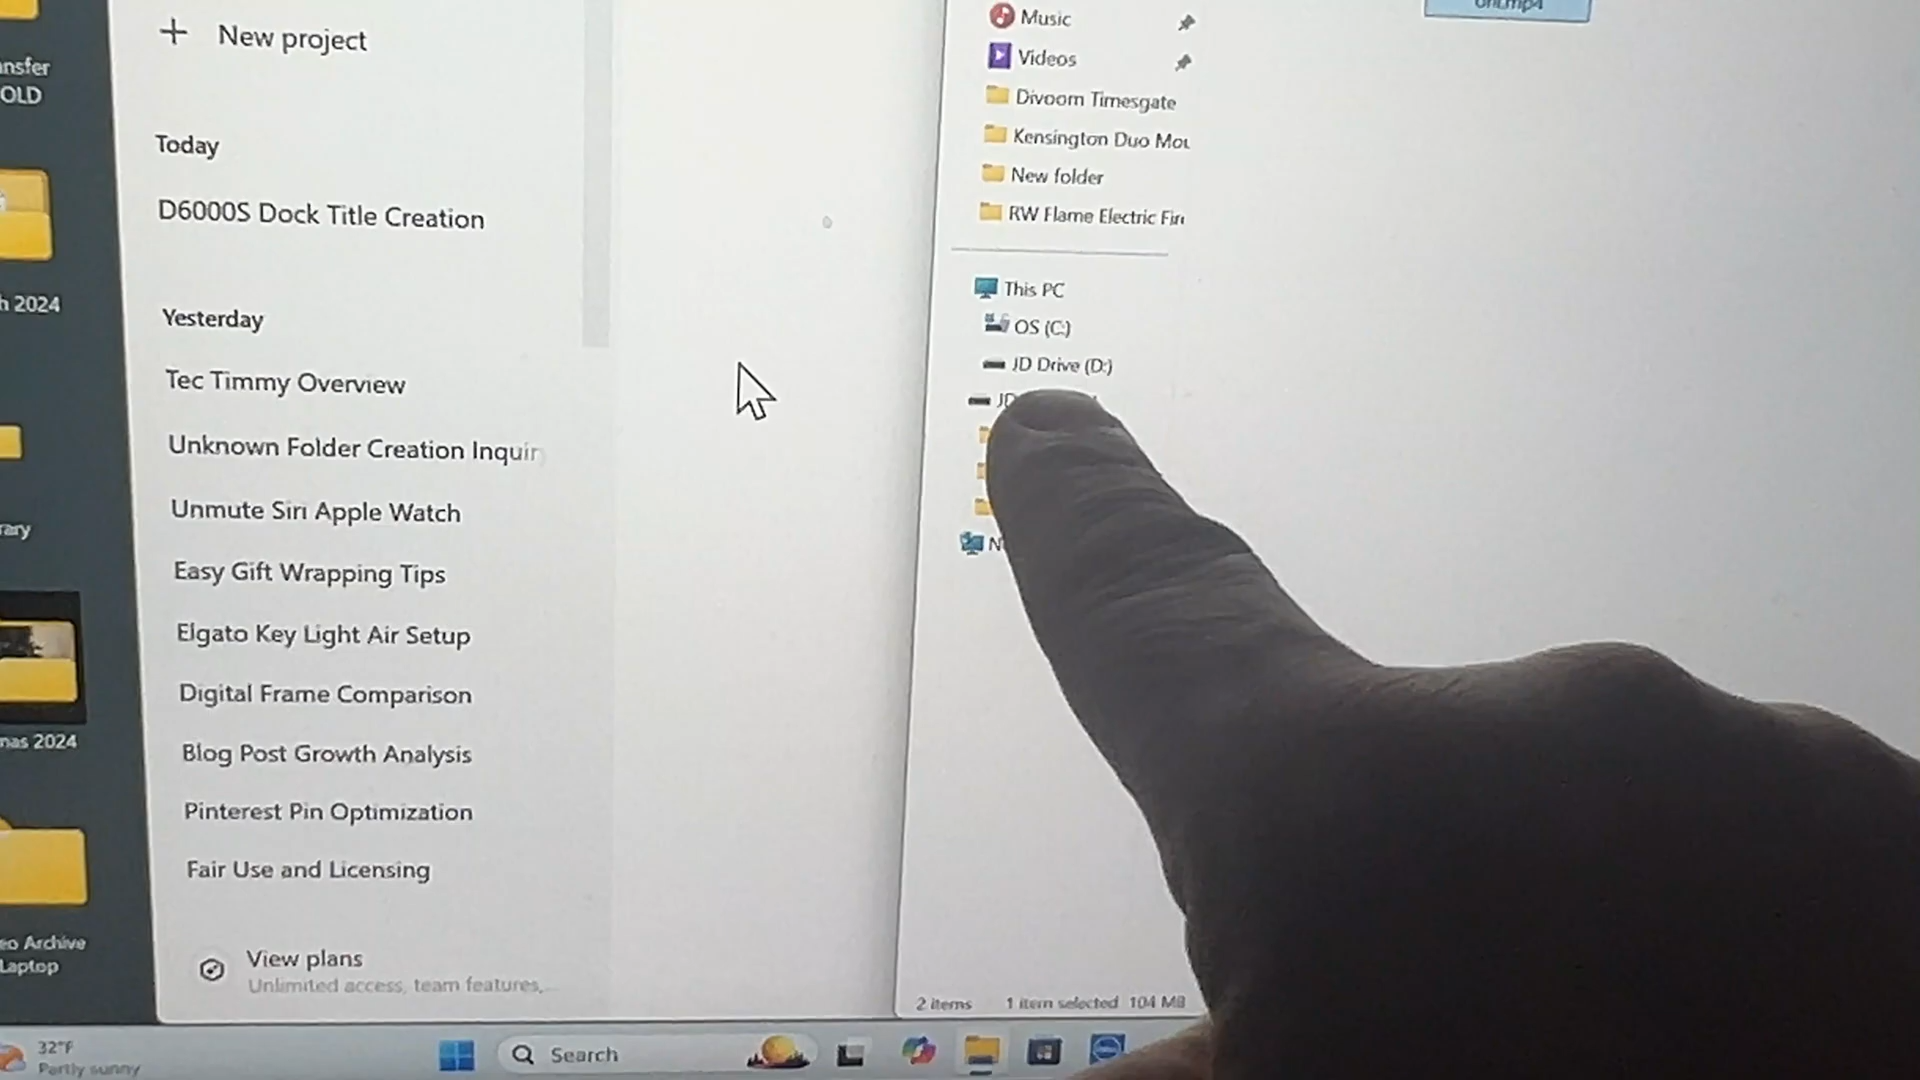 ansfer
OLD
h 2024
rary
mas 2024
eo Archive
Laptop
New project
Today
D6000S Dock Title Creation
Yesterday
Tec Timmy Overview
Unknown Folder Creation Inquir
Unmute Siri Apple Watch
Easy Gift Wrapping Tips
Elgato Key Light Air Setup
Digital Frame Comparison
Blog Post Growth Analysis
Pinterest Pin Optimization
Fair Use and Licensing
View plans
Unlimited access, team features,...
Music
Videos
Divoom Timesgate
Kensington Duo Mou
New folder
RW Flame Electric Fire
This PC
OS (C:)
JD Drive (D:)
JD
N
2 items 1 item selected 104 MB
32°F
Partly sunny
Search